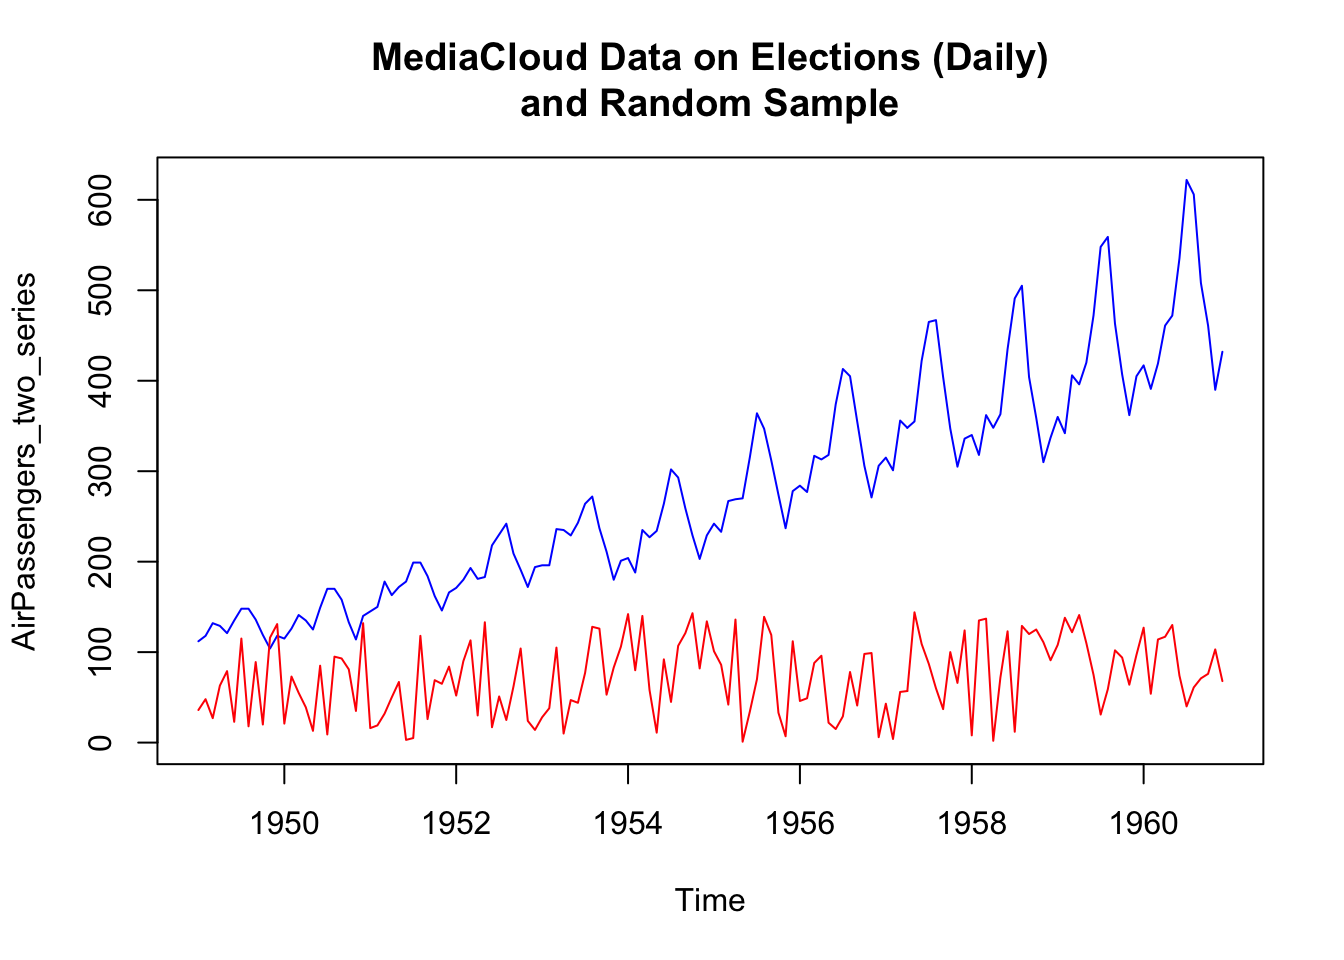 MediaCloud Data on Elections (Daily)
and Random Sample
AirPassengers_two_series
600
500
400
300
200
100
0
1950 1952 1954 1956 1958 1960
Time